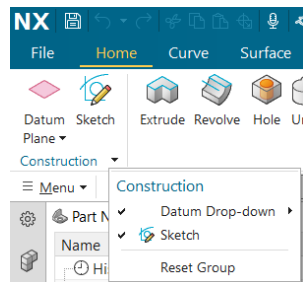 NX
File Home Curve Surface
Datum Plane Sketch Extrude Revolve Hole
Construction
Menu
Construction
Datum Drop-down
Sketch
Reset Group
Part N
Name
Hi